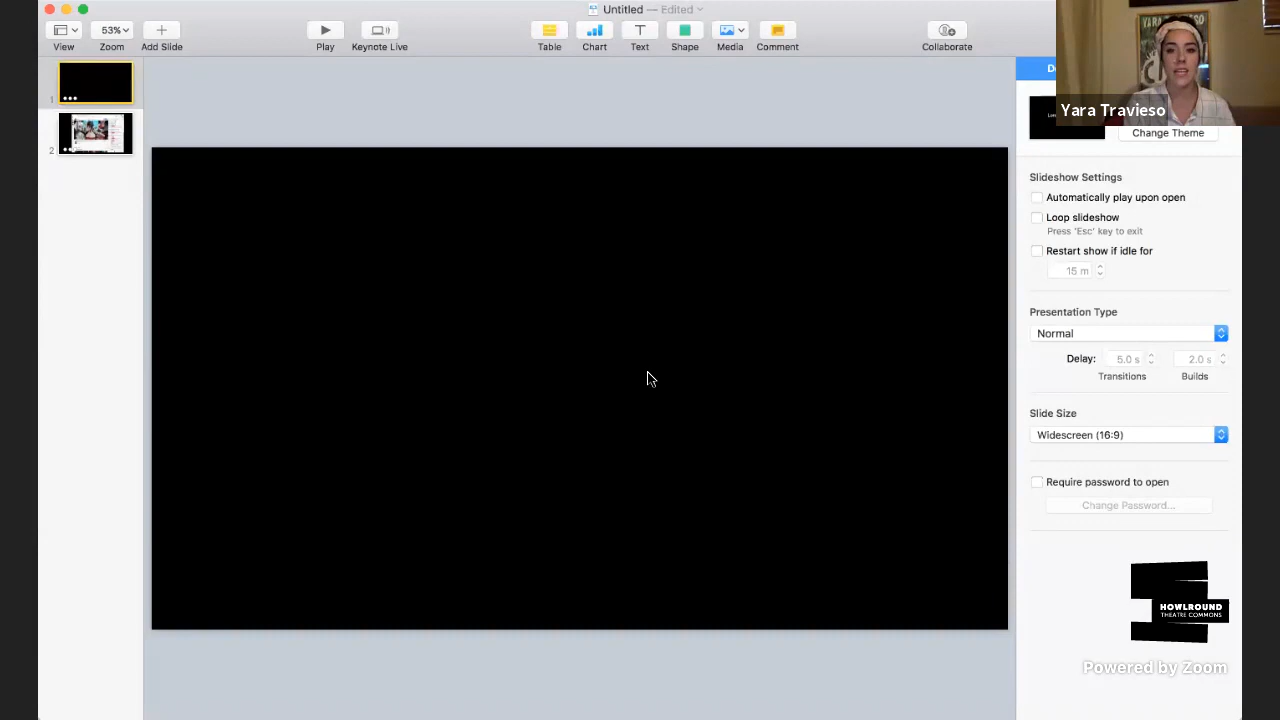 Untitled — Edited
View
53%
Zoom
Add Slide
Play
Keynote Live
Table
Chart
Text
Shape
Media
Comment
Collaborate
YARA
Yara Travieso
Change Theme
1
2
Slideshow Settings
Automatically play upon open
Loop slideshow
Press 'Esc' key to exit
Restart show if idle for
15 m
Presentation Type
Normal
Delay:
5.0 s
2.0 s
Transitions
Builds
Slide Size
Widescreen (16:9)
Require password to open
Change Password...
HOWLROUND
THEATRE COMMONS
Powered by Zoom